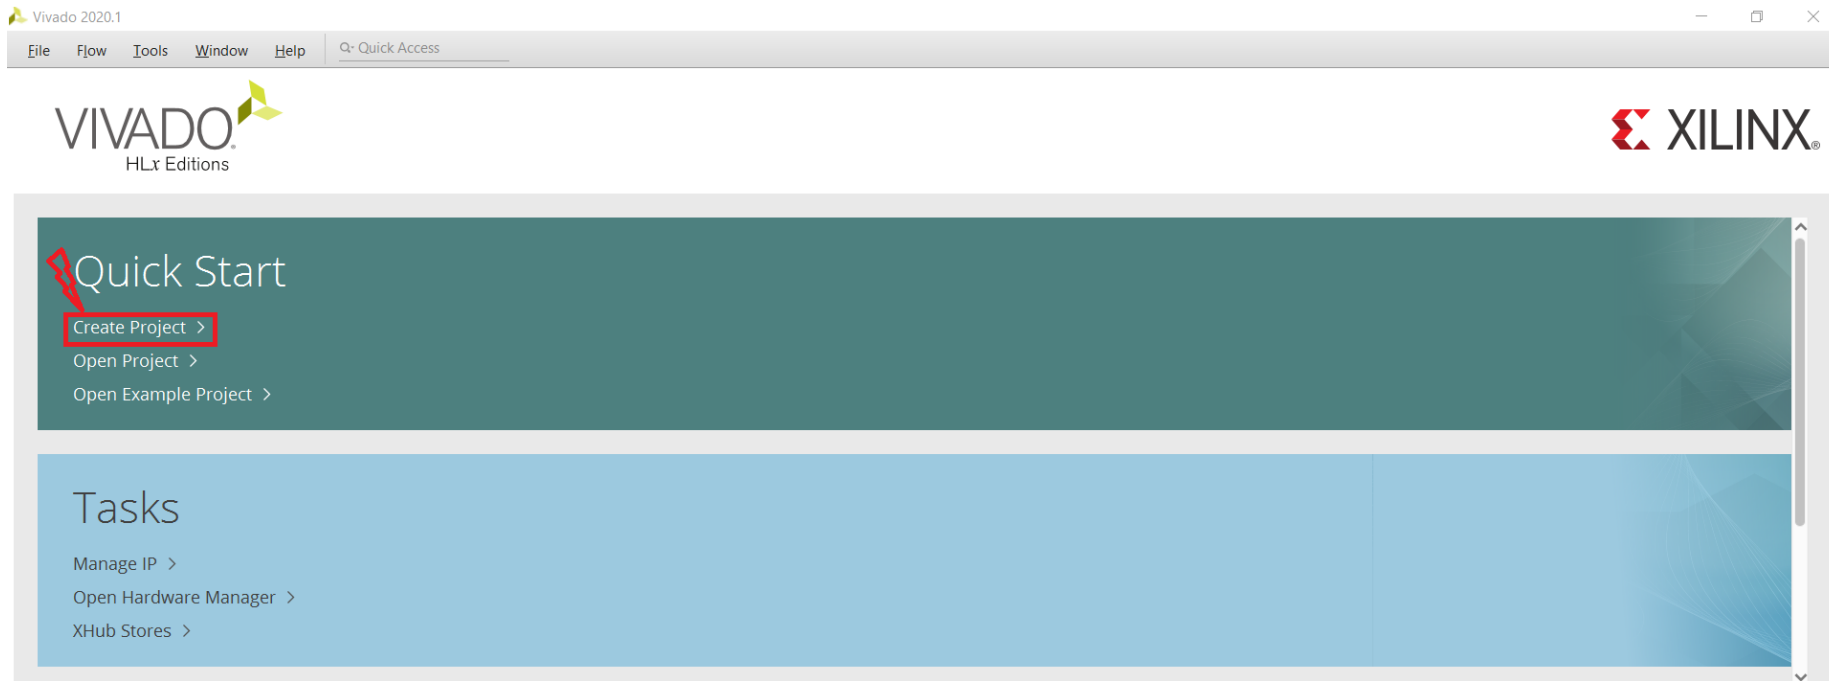 Vivado 2020.1
File Flow Tools Window Help Quick Access
VIVADO.
HLx Editions
XILINX®
Quick Start
Create Project >
Open Project >
Open Example Project >
Tasks
Manage IP >
Open Hardware Manager >
XHub Stores >